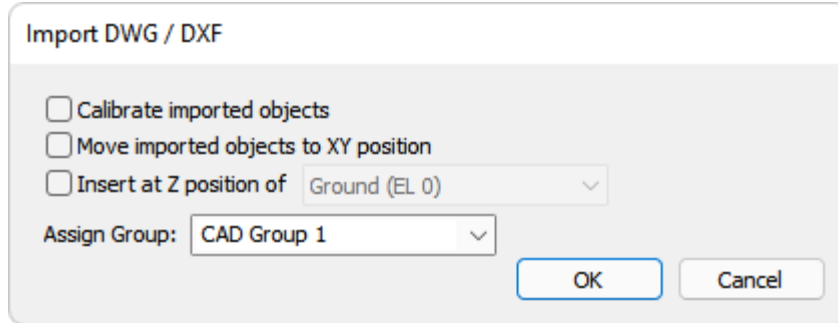 Import DWG / DXF
Calibrate imported objects
Move imported objects to XY position
Insert at Z position of Ground (EL 0)
Assign Group: CAD Group 1
OK Cancel